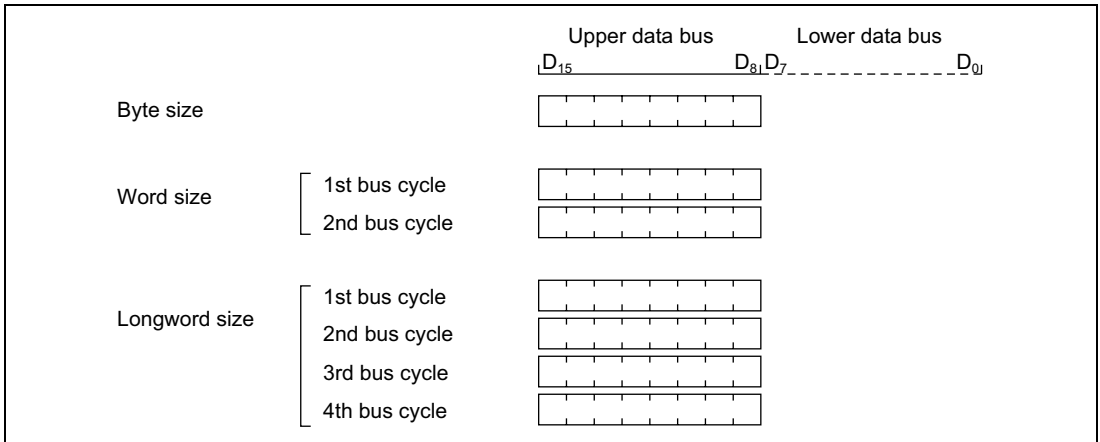 Upper data bus Lower data bus
D15 D8 D7 D0
Byte size
Word size
1st bus cycle
2nd bus cycle
Longword size
1st bus cycle
2nd bus cycle
3rd bus cycle
4th bus cycle